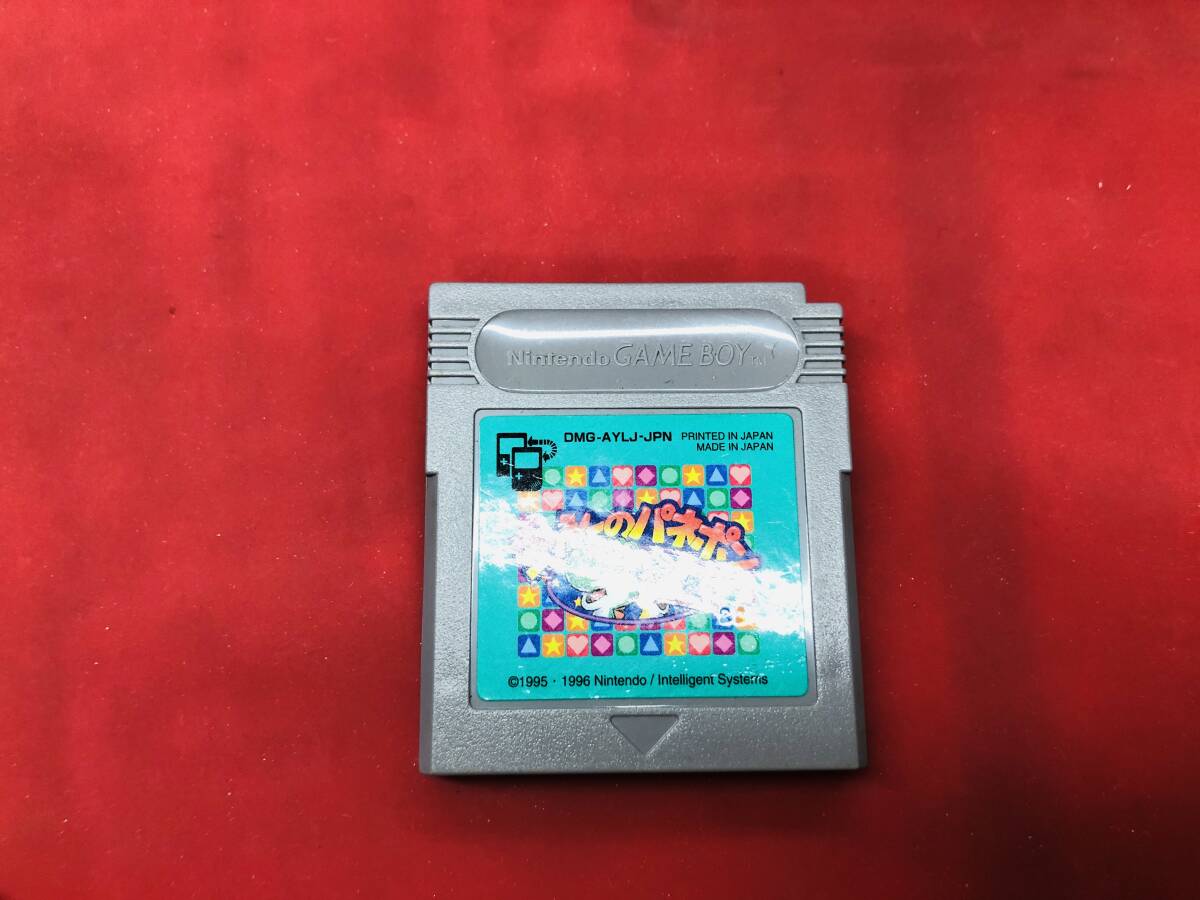 Nintendo GAME BOY TM
DMG-AYLJ-JPN PRINTED IN JAPAN
MADE IN JAPAN
のパネポン
©1995・1996 Nintendo / Intelligent Systems